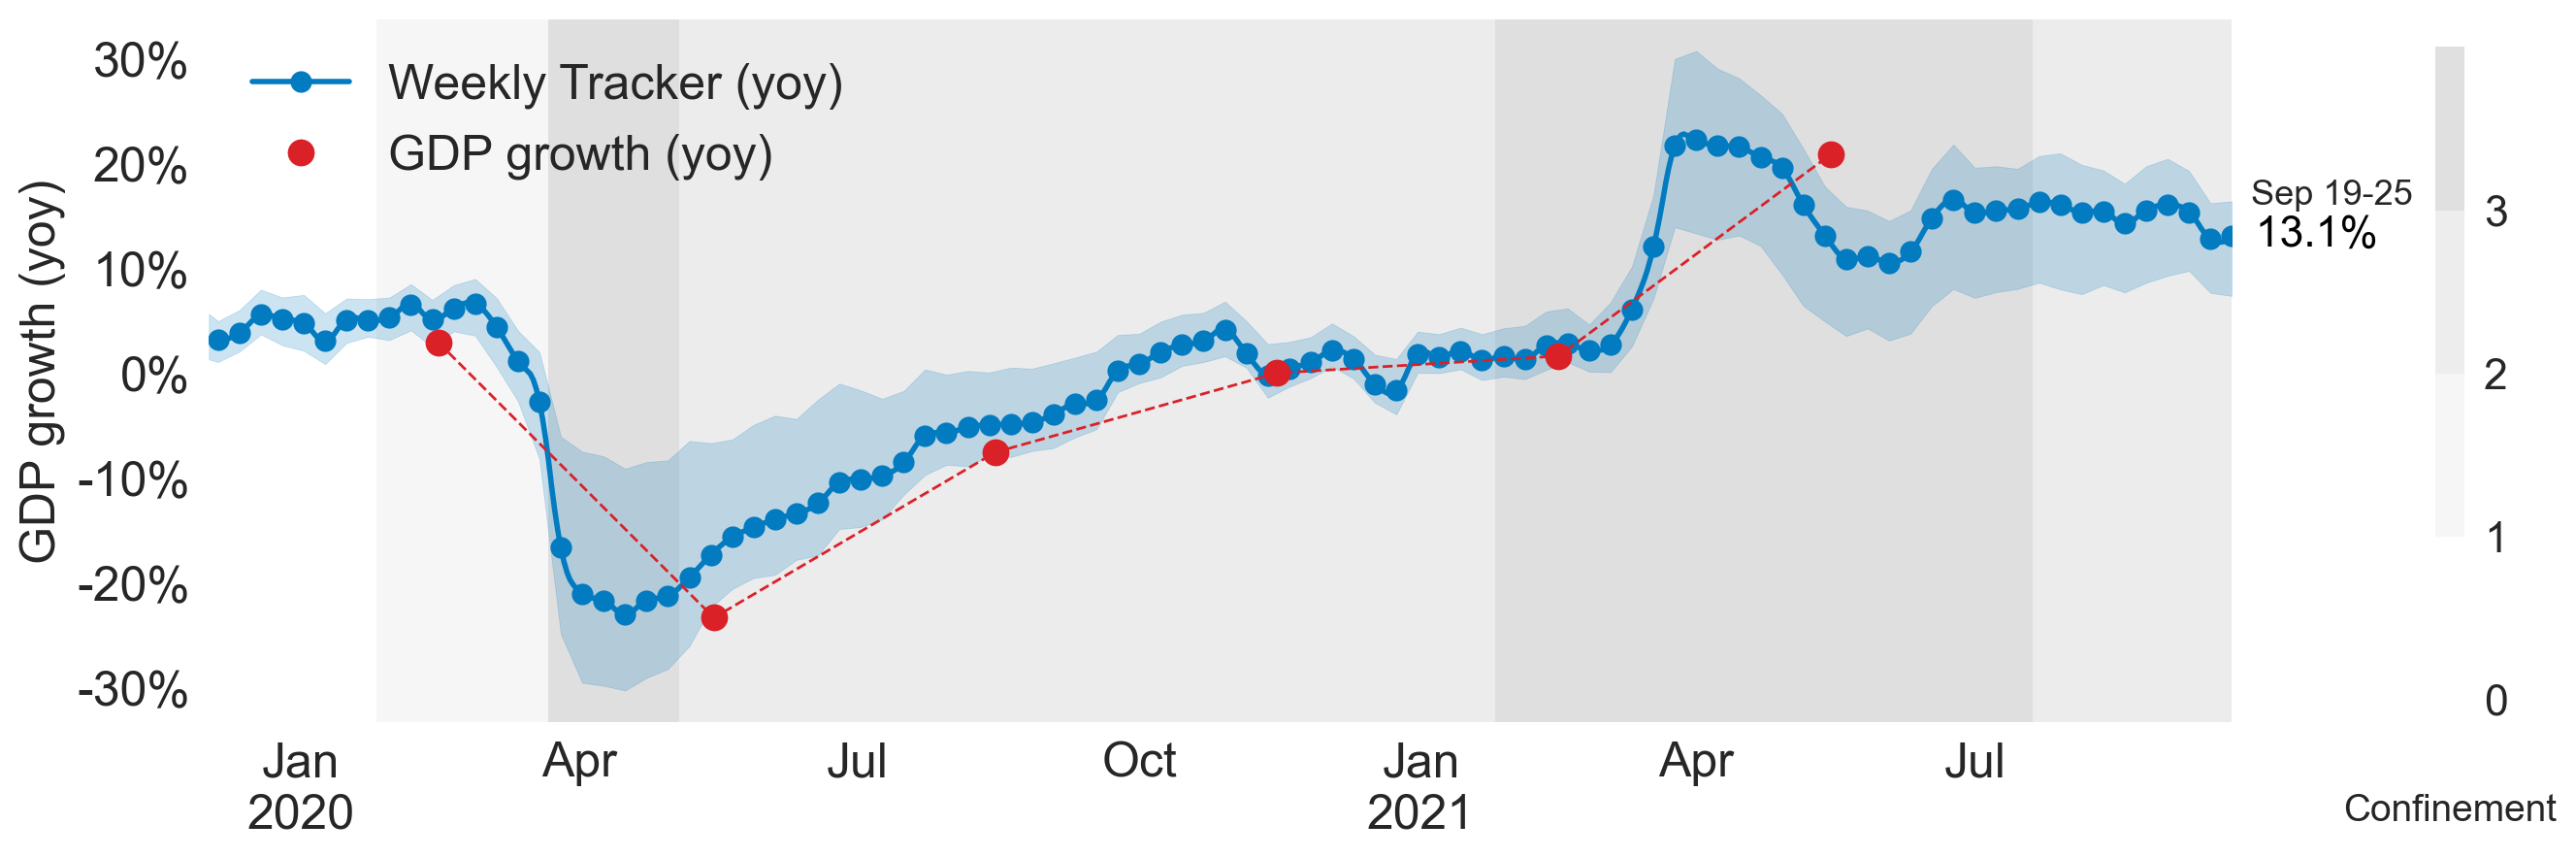 Weekly Tracker (yoy)
GDP growth (yoy)
GDP growth (yoy)
30%
20%
10%
0%
-10%
-20%
-30%
Jan
2020
Apr
Jul
Oct
Jan
2021
Apr
Jul
Sep 19-25
13.1%
3
2
1
0
Confinement